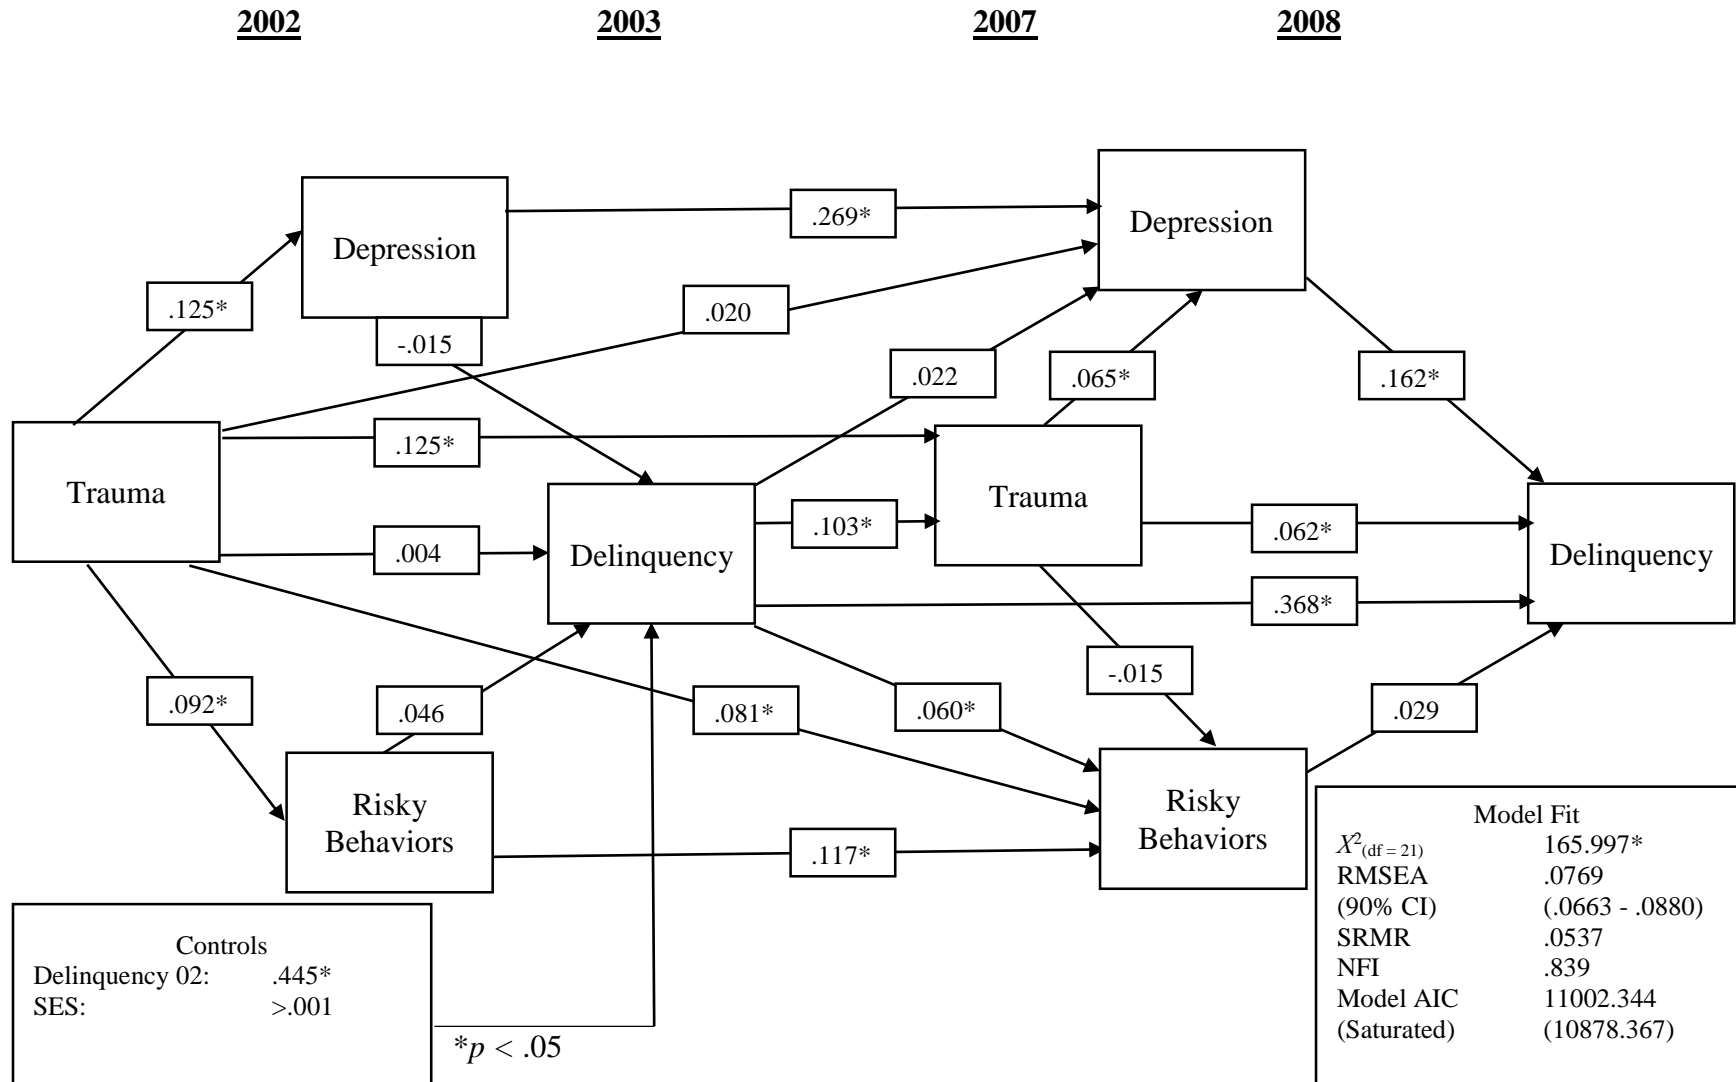 2002 2003 2007 2008
Depression
Depression
.269*
.125*
.020
-.015
.022
.065*
.162*
.125*
Trauma
Trauma
.103*
.062*
.004
Delinquency
Delinquency
.368*
-.015
.092*
.046
.081*
.060*
.029
Risky
Behaviors
Risky
Behaviors
.117*
Controls
Delinquency 02: .445*
SES: >.001
*p < .05
Model Fit
X²(df = 21) 165.997*
RMSEA .0769
(90% CI) (.0663 - .0880)
SRMR .0537
NFI .839
Model AIC 11002.344
(Saturated) (10878.367)